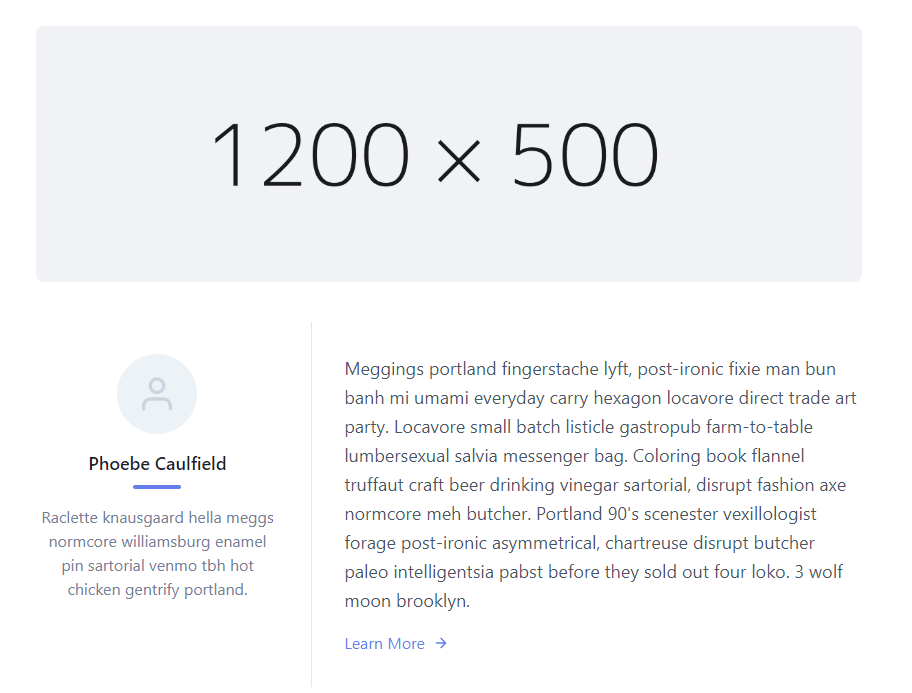 1200 × 500
Phoebe Caulfield
Raclette knausgaard hella meggs
normcore williamsburg enamel
pin sartorial venmo tbh hot
chicken gentrify portland.
Meggings portland fingerstache lyft, post-ironic fixie man bun
banh mi umami everyday carry hexagon locavore direct trade art
party. Locavore small batch listicle gastropub farm-to-table
lumbersexual salvia messenger bag. Coloring book flannel
truffaut craft beer drinking vinegar sartorial, disrupt fashion axe
normcore meh butcher. Portland 90's scenester vexillologist
forage post-ironic asymmetrical, chartreuse disrupt butcher
paleo intelligentsia pabst before they sold out four loko. 3 wolf
moon brooklyn.
Learn More →